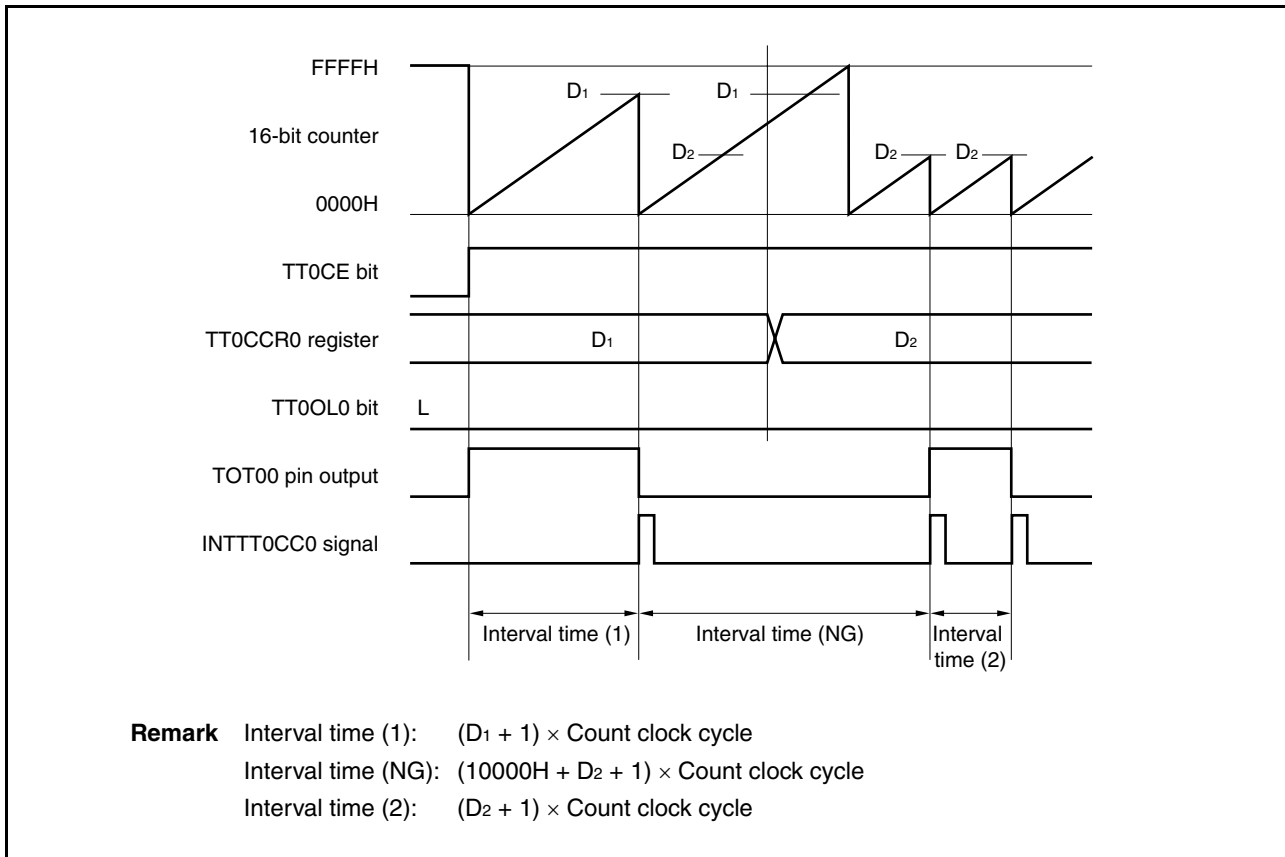 FFFFH
D1
D1
16-bit counter
D2
D2
D2
0000H
TT0CE bit
TT0CCR0 register
D1
D2
TT0OL0 bit
L
TOT00 pin output
INTTT0CC0 signal
Interval time (1)
Interval time (NG)
Interval
time (2)
Remark Interval time (1): (D1 + 1) × Count clock cycle
Interval time (NG): (10000H + D2 + 1) × Count clock cycle
Interval time (2): (D2 + 1) × Count clock cycle